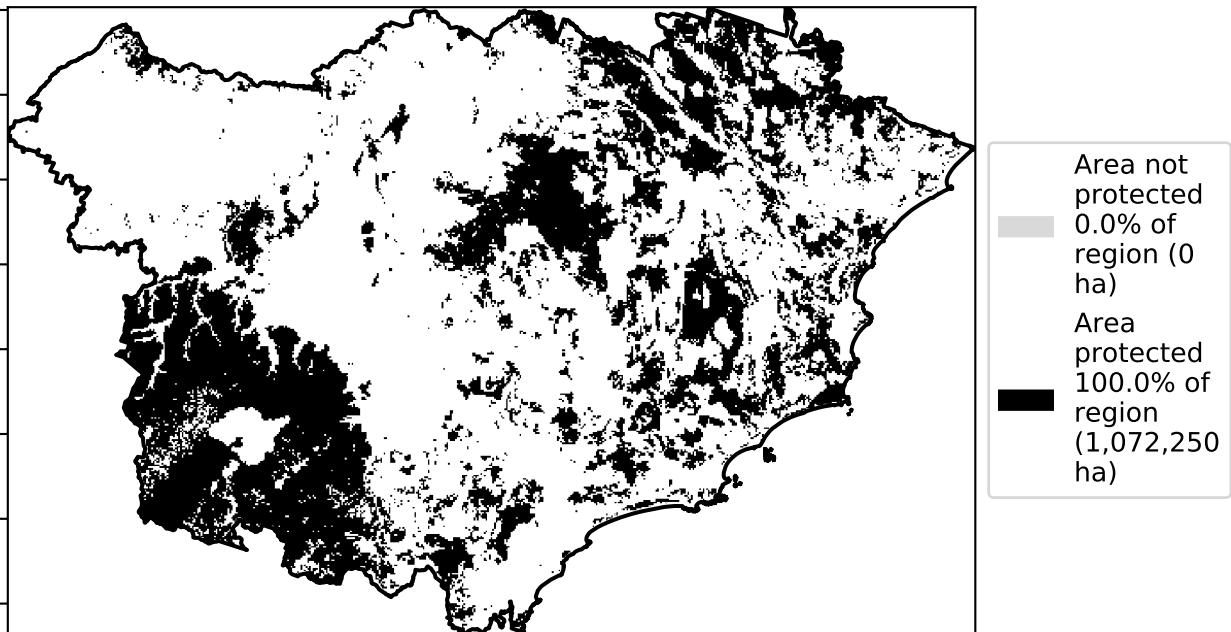 Area not
protected
0.0% of
region (0
ha)
Area
protected
100.0% of
region
(1,072,250
ha)